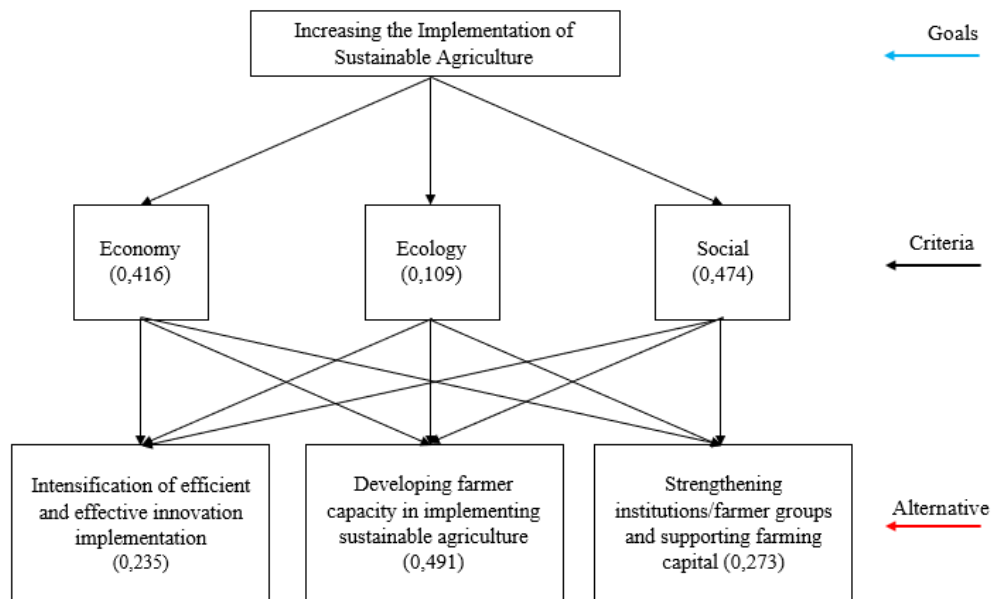 Increasing the Implementation of
Sustainable Agriculture
Goals
Economy
(0,416)
Ecology
(0,109)
Social
(0,474)
Criteria
Intensification of efficient
and effective innovation
implementation
(0,235)
Developing farmer
capacity in implementing
sustainable agriculture
(0,491)
Strengthening
institutions/farmer groups
and supporting farming
capital (0,273)
Alternative